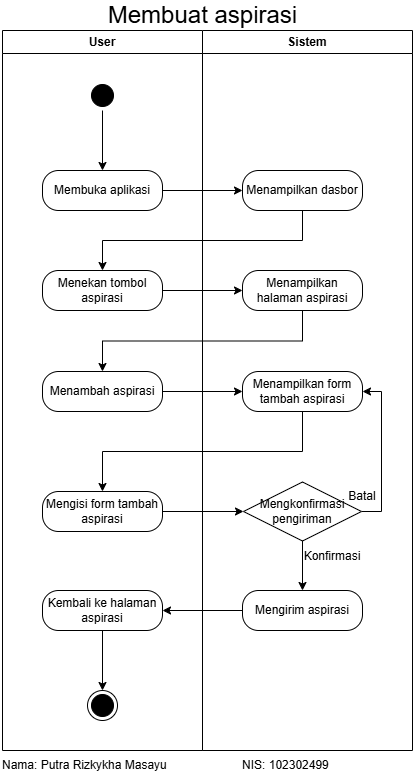 Membuat aspirasi
User
Sistem
Membuka aplikasi
Menampilkan dasbor
Menekan tombol
aspirasi
Menampilkan
halaman aspirasi
Menambah aspirasi
Menampilkan form
tambah aspirasi
Mengisi form tambah
aspirasi
Mengkonfirmasi
pengiriman
Batal
Konfirmasi
Kembali ke halaman
aspirasi
Mengirim aspirasi
Nama: Putra Rizkykha Masayu
NIS: 102302499